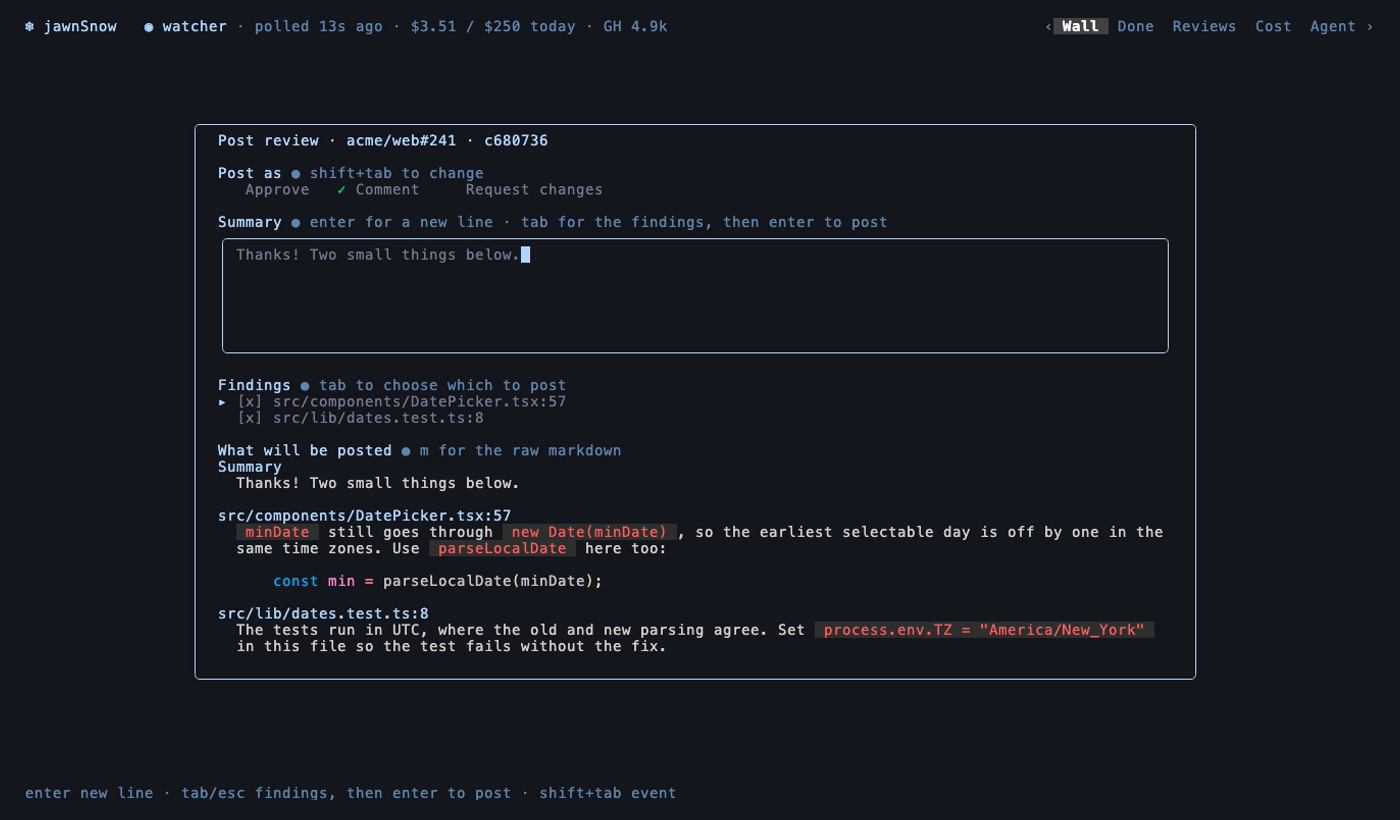 ❄ jawnSnow ◉ watcher · polled 13s ago · $3.51 / $250 today · GH 4.9k ‹ Wall Done Reviews Cost Agent ›
Post review · acme/web#241 · c680736
Post as ● shift+tab to change
Approve ✓ Comment Request changes
Summary ● enter for a new line · tab for the findings, then enter to post
Thanks! Two small things below.
Findings ● tab to choose which to post
▸ [x] src/components/DatePicker.tsx:57
[x] src/lib/dates.test.ts:8
What will be posted ● m for the raw markdown
Summary
Thanks! Two small things below.
src/components/DatePicker.tsx:57
minDate still goes through new Date(minDate) , so the earliest selectable day is off by one in the
same time zones. Use parseLocalDate here too:
const min = parseLocalDate(minDate);
src/lib/dates.test.ts:8
The tests run in UTC, where the old and new parsing agree. Set process.env.TZ = "America/New_York"
in this file so the test fails without the fix.
enter new line · tab/esc findings, then enter to post · shift+tab event